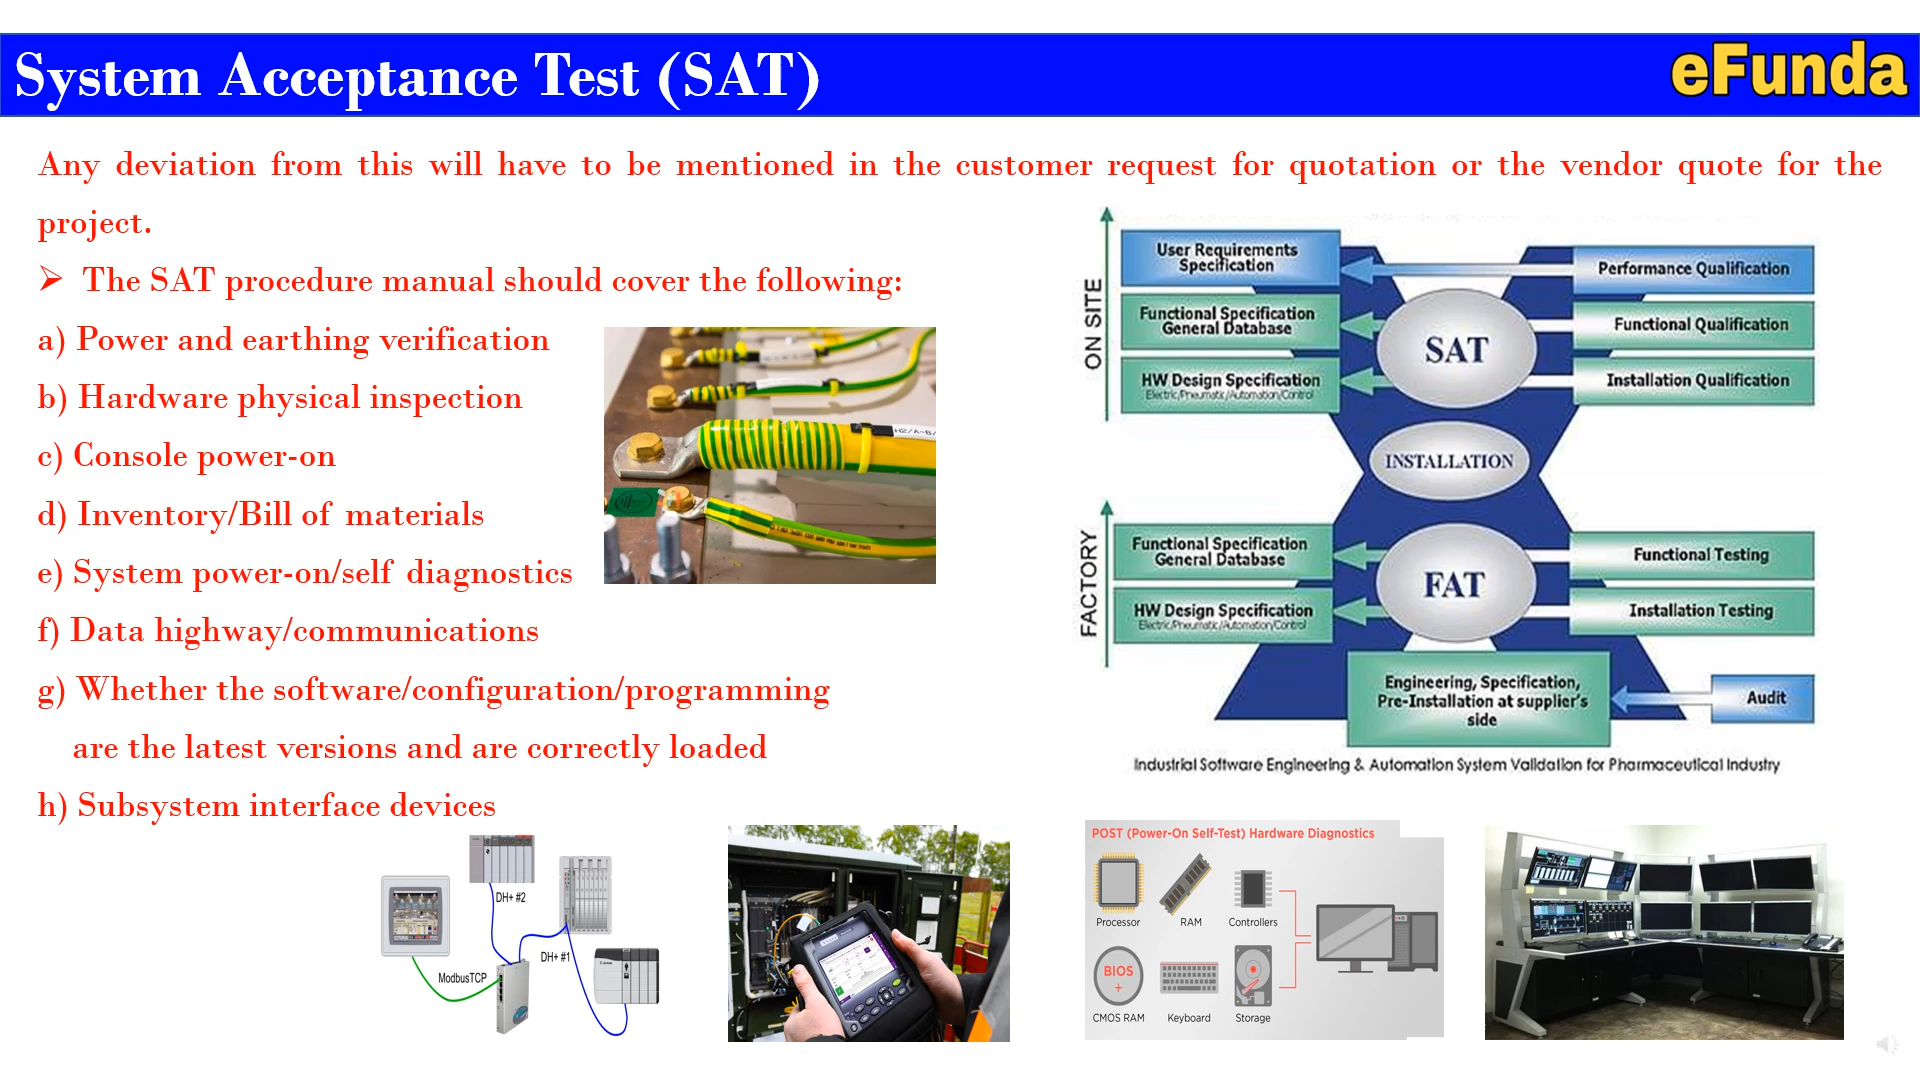 System Acceptance Test (SAT)
eFunda
Any deviation from this will have to be mentioned in the customer request for quotation or the vendor quote for the
project.
➢ The SAT procedure manual should cover the following:
a) Power and earthing verification
b) Hardware physical inspection
c) Console power-on
d) Inventory/Bill of materials
e) System power-on/self diagnostics
f) Data highway/communications
g) Whether the software/configuration/programming
are the latest versions and are correctly loaded
h) Subsystem interface devices
ON SITE
User Requirements
Specification
Performance Qualification
Functional Specification
General Database
SAT
Functional Qualification
HW Design Specification
Electric/Pneumatic/Automation/Control
Installation Qualification
INSTALLATION
FACTORY
Functional Specification
General Database
FAT
Functional Testing
HW Design Specification
Electric/Pneumatic/Automation/Control
Installation Testing
Engineering, Specification,
Pre-Installation at supplier's
side
Audit
Industrial Software Engineering & Automation System Validation for Pharmaceutical Industry
DH+ #2
DH+ #1
ModbusTCP
POST (Power-On Self-Test) Hardware Diagnostics
Processor
RAM
Controllers
BIOS
+
CMOS RAM
Keyboard
Storage